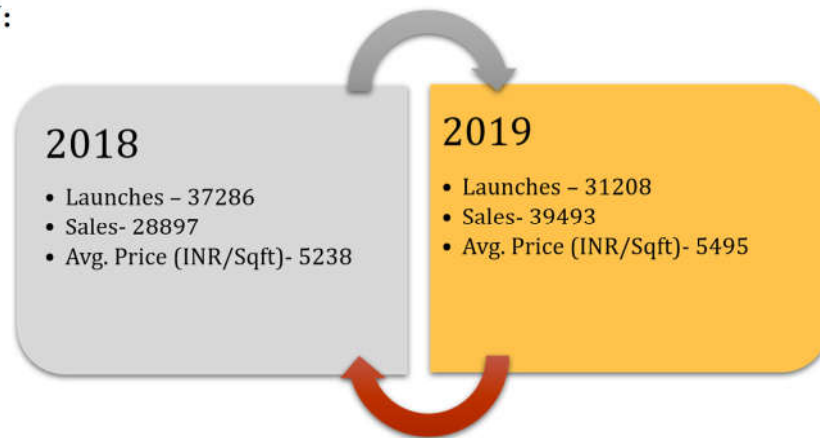 :
2018
• Launches – 37286
• Sales- 28897
• Avg. Price (INR/Sqft)- 5238
2019
• Launches – 31208
• Sales- 39493
• Avg. Price (INR/Sqft)- 5495